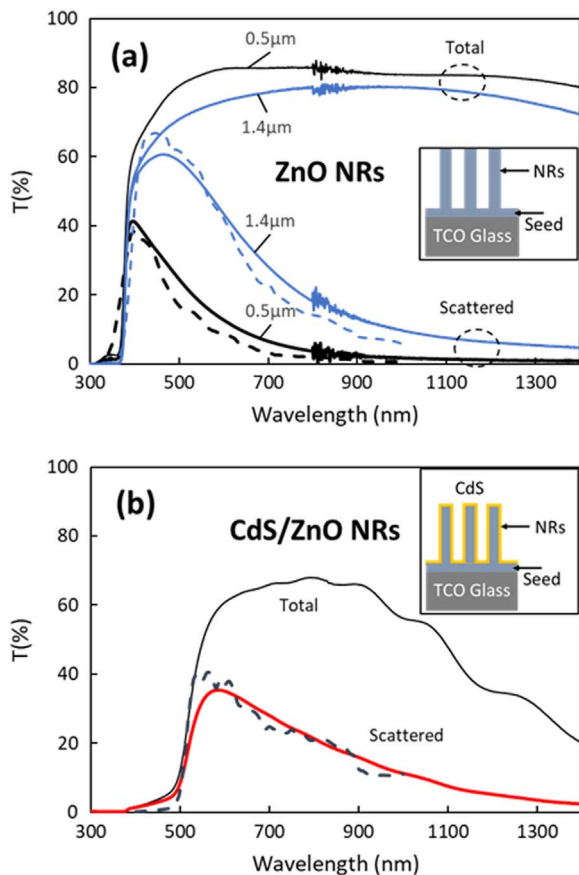 100
(a)
0.5μm
Total
80
1.4μm
60
ZnO NRs
NRs
Seed
TCO Glass
T(%)
40
1.4μm
20
0.5μm
Scattered
0
300 500 700 900 1100 1300
Wavelength (nm)
100
(b)
CdS
80
CdS/ZnO NRs
NRs
Seed
TCO Glass
60
Total
T(%)
40
Scattered
20
0
300 500 700 900 1100 1300
Wavelength (nm)